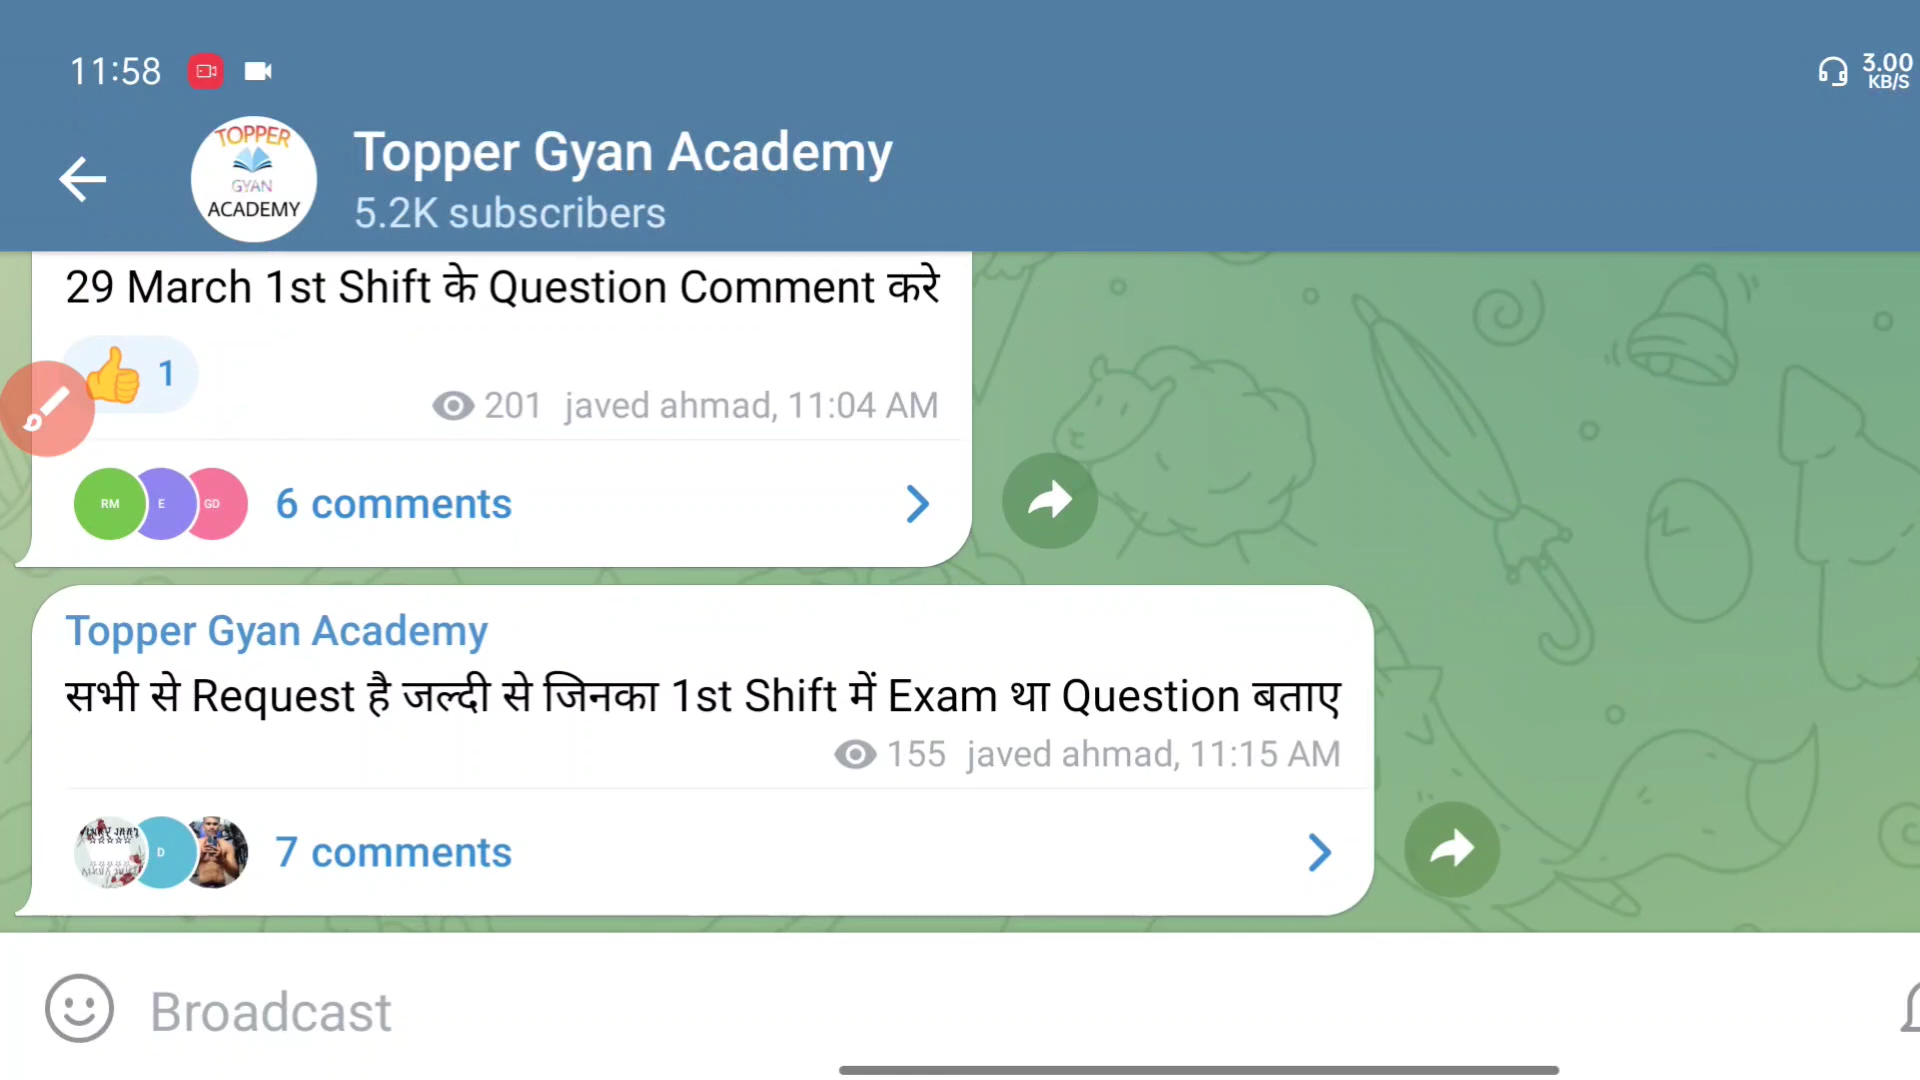 11:58
3.00
KB/S
TOPPER
GYAN
ACADEMY
Topper Gyan Academy
5.2K subscribers
29 March 1st Shift के Question Comment करे
1
201 javed ahmad, 11:04 AM
RM E GD 6 comments
Topper Gyan Academy
सभी से Request है जल्दी से जिनका 1st Shift में Exam था Question बताए
155 javed ahmad, 11:15 AM
D 7 comments
Broadcast